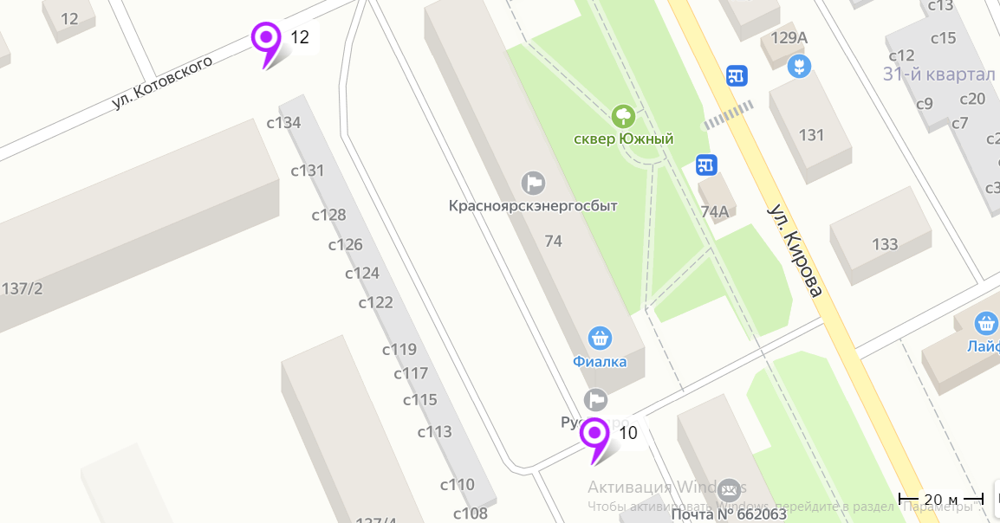 12
12
ул. Котовского
с134
с131
с128
с126
с124
с122
с119
с117
с115
с113
с110
с108
137/2
137/4
Красноярскэнергосбыт
74
Фиалка
10
сквер Южный
74А
ул. Кирова
129А
131
133
31-й квартал
с13
с15
с12
с9
с20
с7
Лайф
Активация Windows
Чтобы активировать Windows, перейдите в раздел "Параметры".
Почта № 662063
20 м